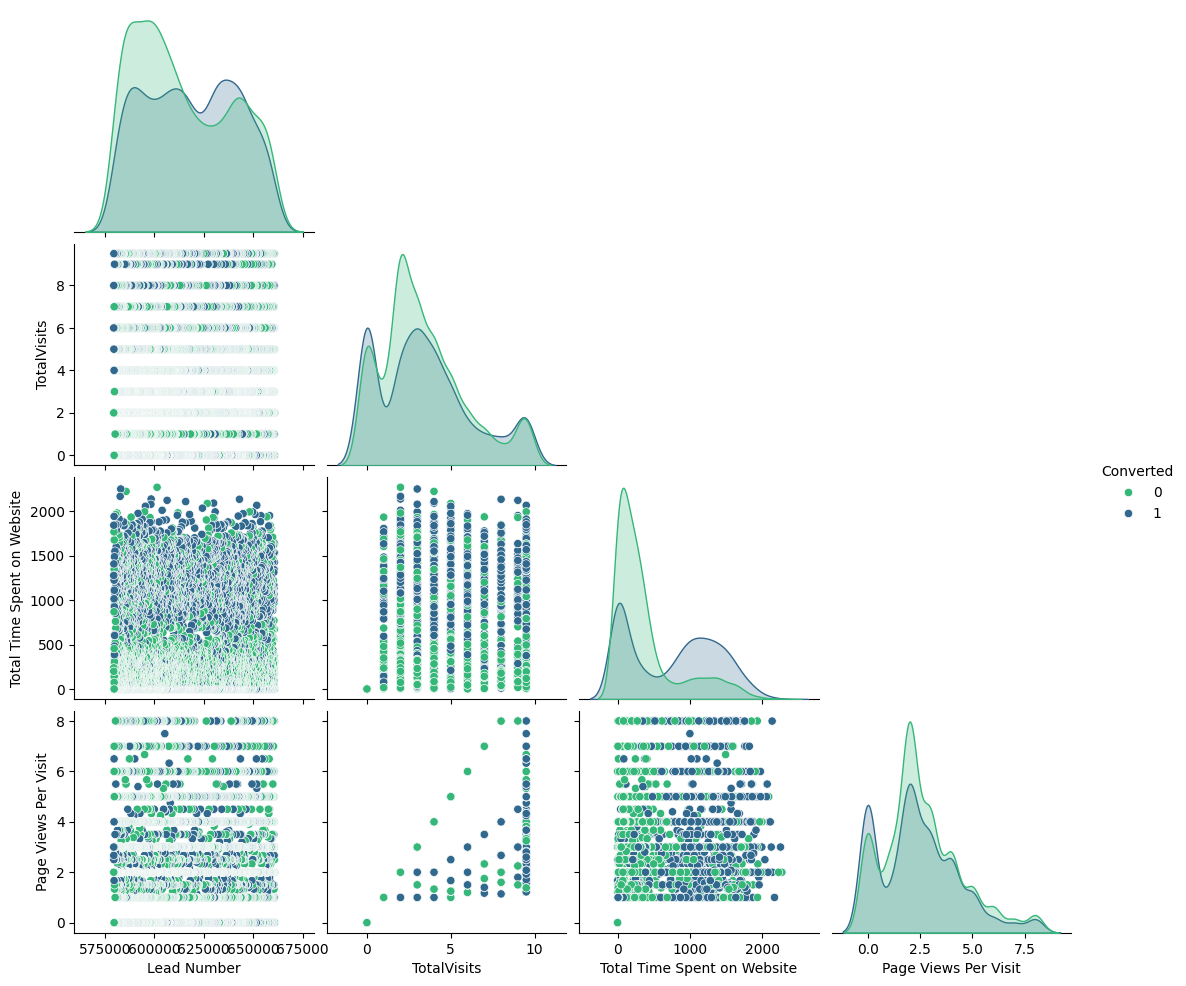 TotalVisits
8
6
4
2
0
Total Time Spent on Website
2000
1500
1000
500
0
Converted
0
1
Page Views Per Visit
8
6
4
2
0
575000 600000 625000 650000 675000
Lead Number
0 5 10
TotalVisits
0 1000 2000
Total Time Spent on Website
0.0 2.5 5.0 7.5
Page Views Per Visit